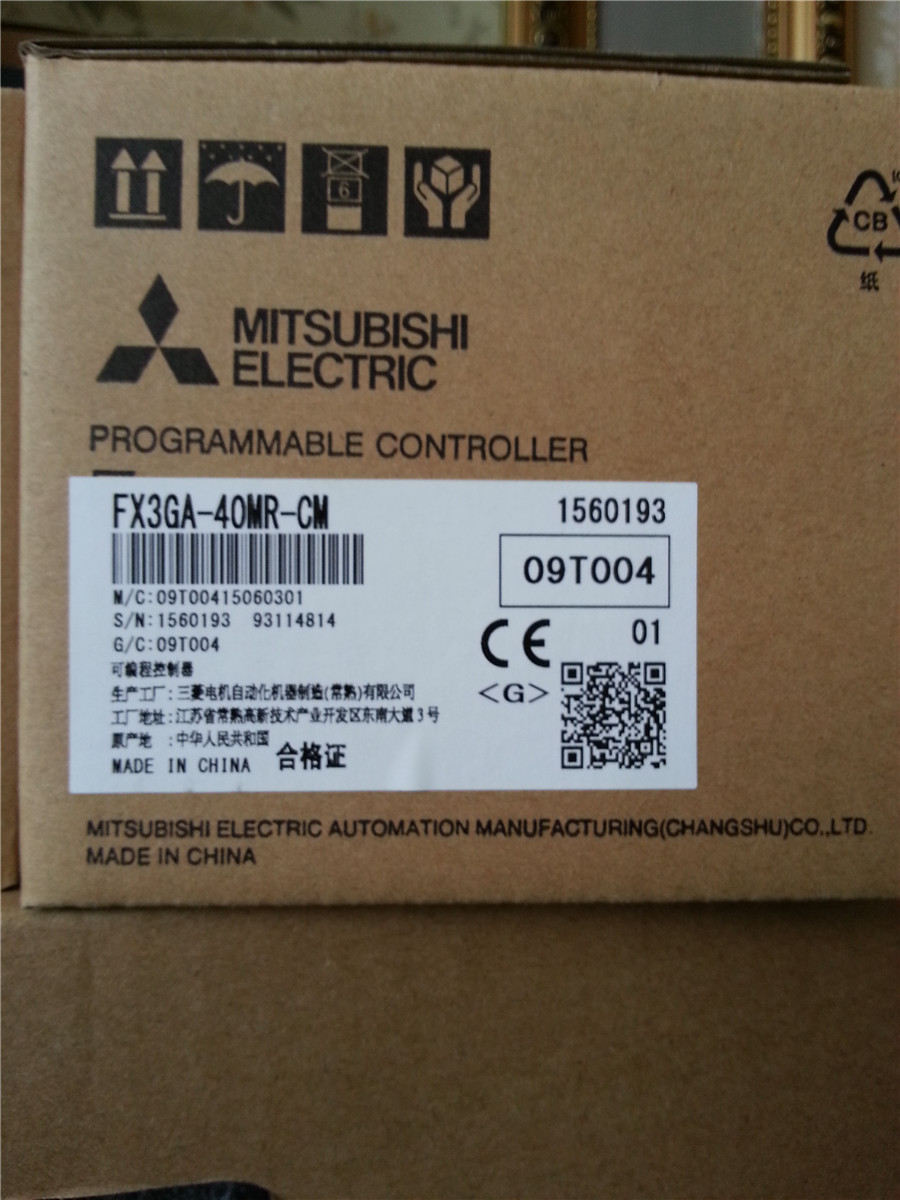 6
CB
纸
MITSUBISHI
ELECTRIC
PROGRAMMABLE CONTROLLER
FX3GA-40MR-CM
1560193
09T004
M/C:09T00415060301
S/N:1560193 93114814
G/C:09T004
01
CE
<G>
可编程控制器
生产工厂:三菱电机自动化机器制造(常熟)有限公司
工厂地址:江苏省常熟高新技术产业开发区东南大道3号
原产地 :中华人民共和国
MADE IN CHINA 合格证
MITSUBISHI ELECTRIC AUTOMATION MANUFACTURING(CHANGSHU)CO.,LTD.
MADE IN CHINA